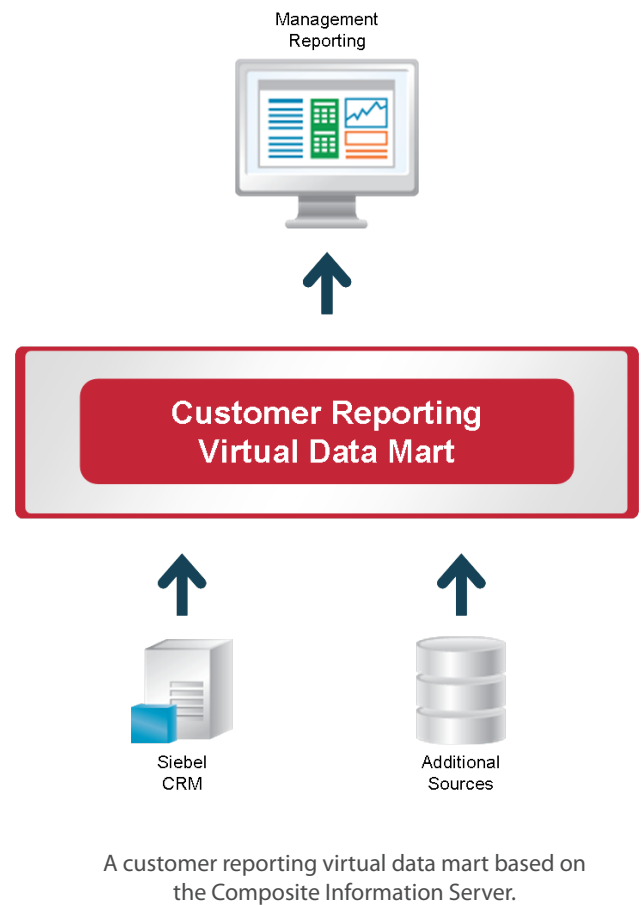 Management
Reporting
Customer Reporting
Virtual Data Mart
Siebel
CRM
Additional
Sources
A customer reporting virtual data mart based on
the Composite Information Server.